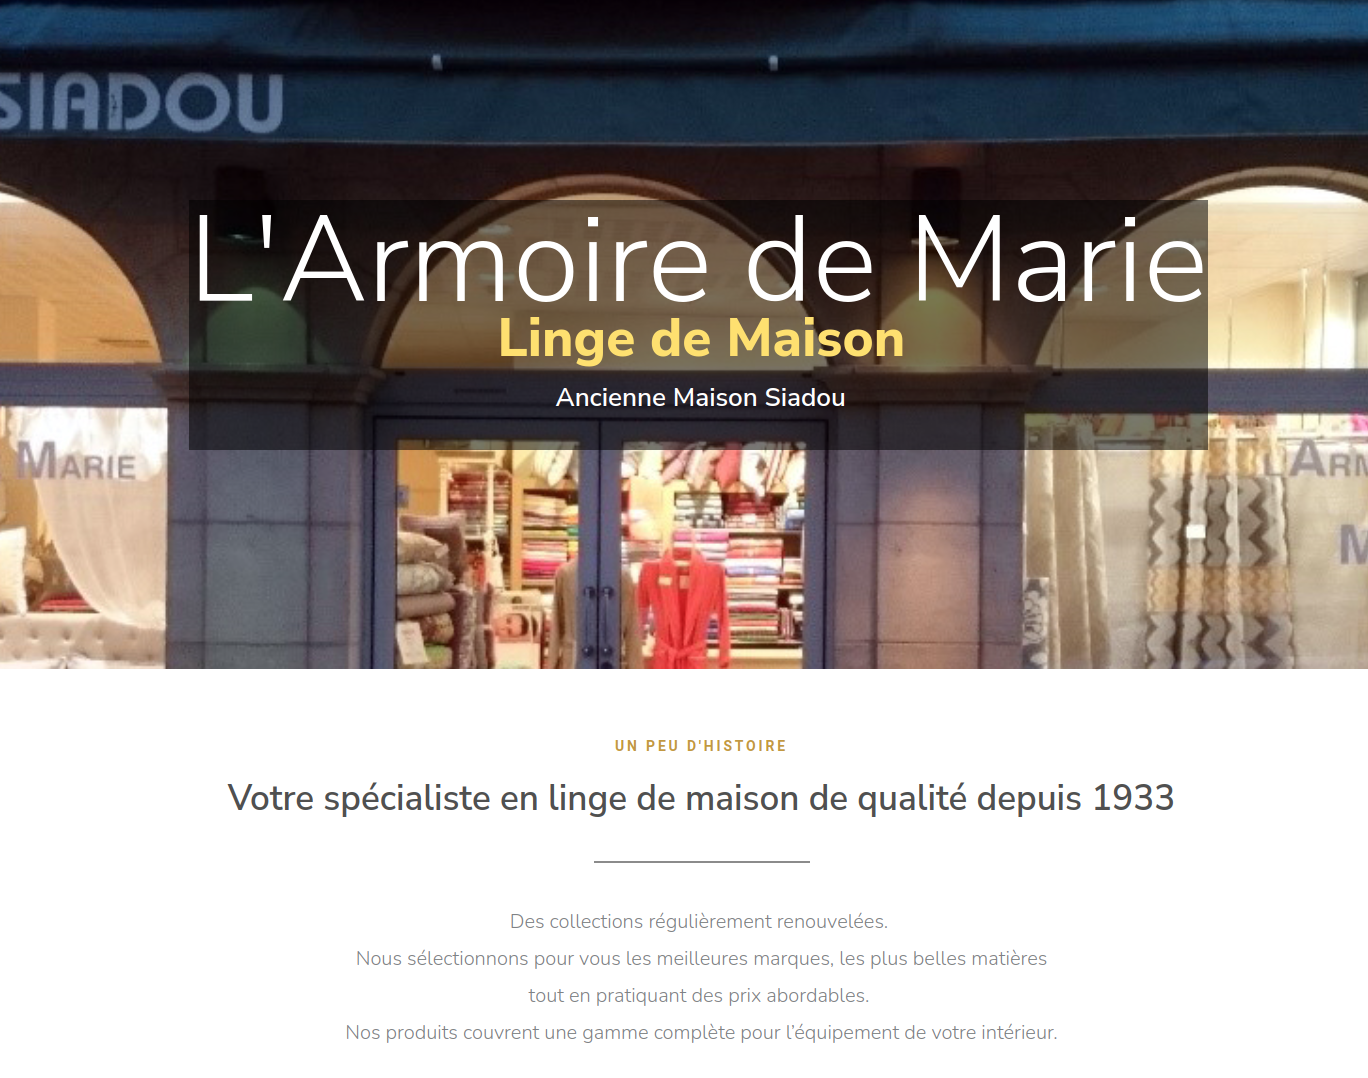 SIADOU
L'Armoire de Marie
Linge de Maison
Ancienne Maison Siadou
MARIE
L'ARM
M
UN PEU D'HISTOIRE
Votre spécialiste en linge de maison de qualité depuis 1933
Des collections régulièrement renouvelées.
Nous sélectionnons pour vous les meilleures marques, les plus belles matières
tout en pratiquant des prix abordables.
Nos produits couvrent une gamme complète pour l’équipement de votre intérieur.